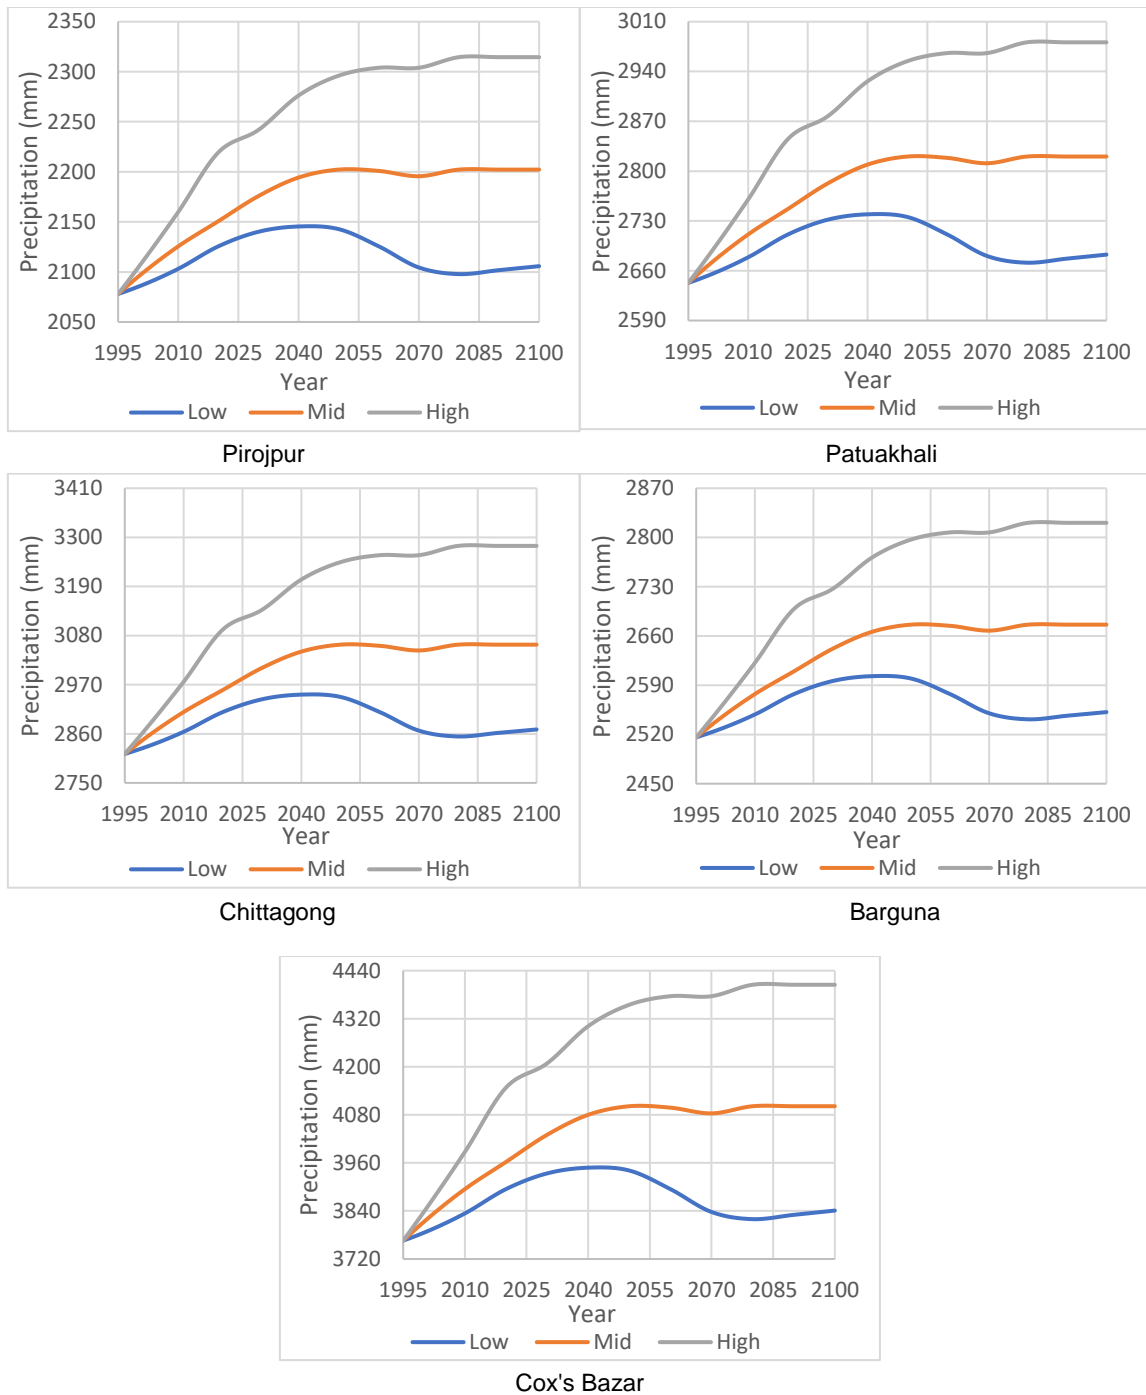 2350
2300
2250
2200
2150
2100
2050
Precipitation (mm)
1995 2010 2025 2040 2055 2070 2085 2100
Year
Low Mid High
Pirojpur
3010
2940
2870
2800
2730
2660
2590
Precipitation (mm)
1995 2010 2025 2040 2055 2070 2085 2100
Year
Low Mid High
Patuakhali
3410
3300
3190
3080
2970
2860
2750
Precipitation (mm)
1995 2010 2025 2040 2055 2070 2085 2100
Year
Low Mid High
Chittagong
2870
2800
2730
2660
2590
2520
2450
Precipitation (mm)
1995 2010 2025 2040 2055 2070 2085 2100
Year
Low Mid High
Barguna
4440
4320
4200
4080
3960
3840
3720
Precipitation (mm)
1995 2010 2025 2040 2055 2070 2085 2100
Year
Low Mid High
Cox's Bazar